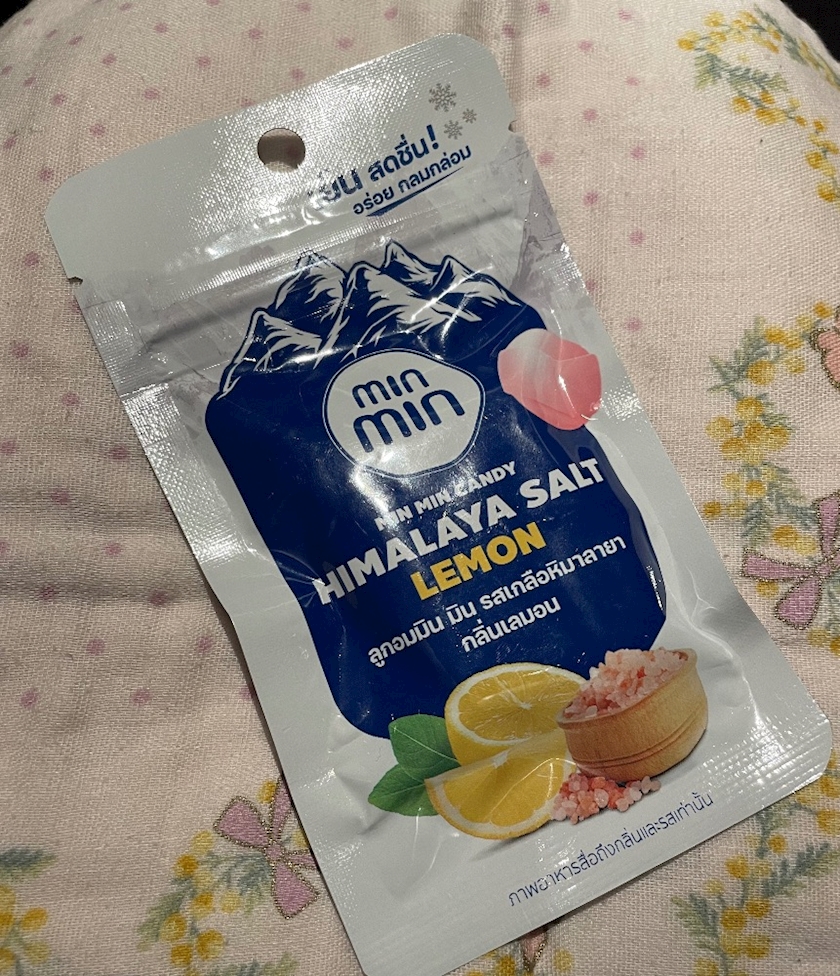 เย็น สดชื่น!
อร่อย กลมกล่อม
min
min
MIN MIN CANDY
HIMALAYA SALT
LEMON
ลูกอมมิน มิน รสเกลือหิมาลายา
กลิ่นเลมอน
ภาพอาหารสื่อถึงกลิ่นและรสเท่านั้น